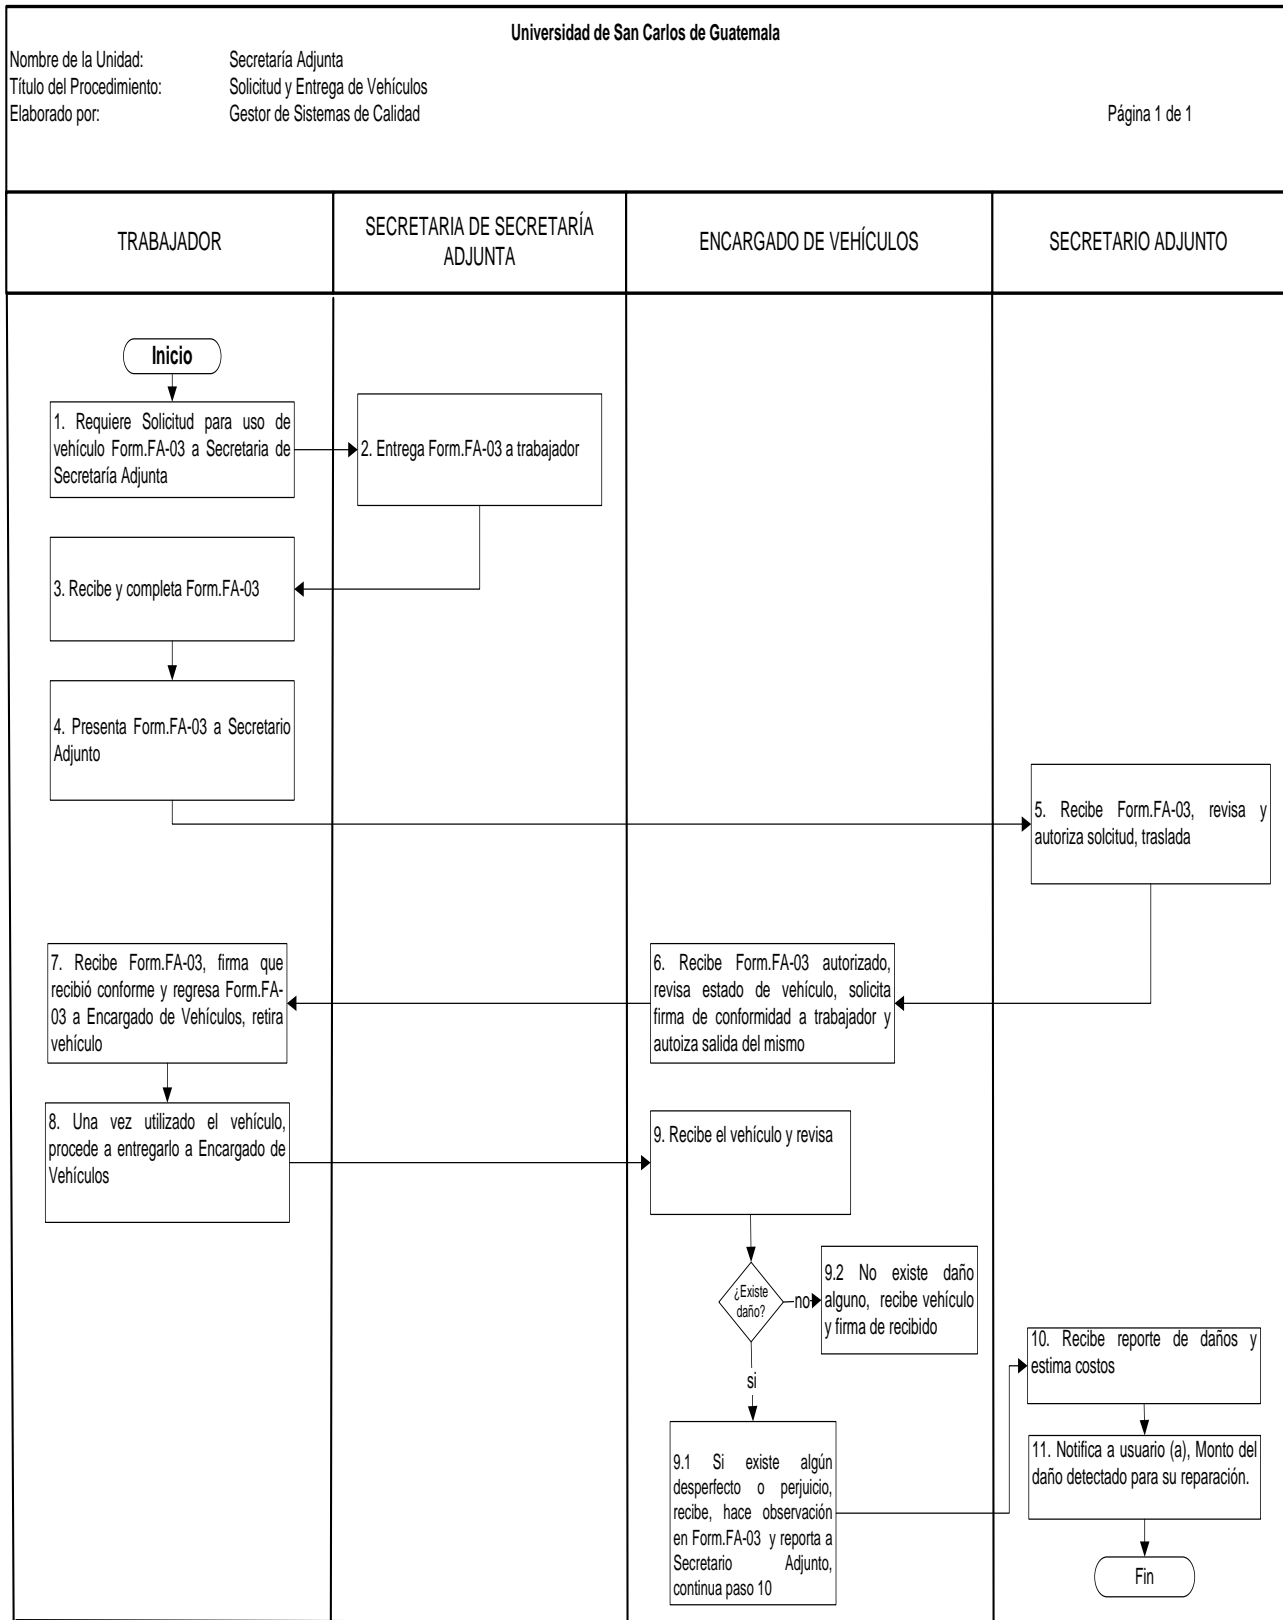 Universidad de San Carlos de Guatemala
Nombre de la Unidad: Secretaría Adjunta
Título del Procedimiento: Solicitud y Entrega de Vehículos
Elaborado por: Gestor de Sistemas de Calidad Página 1 de 1
TRABAJADOR
SECRETARIA DE SECRETARÍA
ADJUNTA
ENCARGADO DE VEHÍCULOS
SECRETARIO ADJUNTO
Inicio
1. Requiere Solicitud para uso de
vehículo Form.FA-03 a Secretaria de
Secretaría Adjunta
2. Entrega Form.FA-03 a trabajador
3. Recibe y completa Form.FA-03
4. Presenta Form.FA-03 a Secretario
Adjunto
5. Recibe Form.FA-03, revisa y
autoriza solcitud, traslada
6. Recibe Form.FA-03 autorizado,
revisa estado de vehículo, solicita
firma de conformidad a trabajador y
autoiza salida del mismo
7. Recibe Form.FA-03, firma que
recibió conforme y regresa Form.FA-
03 a Encargado de Vehículos, retira
vehículo
8. Una vez utilizado el vehículo,
procede a entregarlo a Encargado de
Vehículos
9. Recibe el vehículo y revisa
¿Existe
daño?
no
9.2 No existe daño
alguno, recibe vehículo
y firma de recibido
si
9.1 Si existe algún
desperfecto o perjuicio,
recibe, hace observación
en Form.FA-03 y reporta a
Secretario Adjunto,
continua paso 10
10. Recibe reporte de daños y
estima costos
11. Notifica a usuario (a), Monto del
daño detectado para su reparación.
Fin